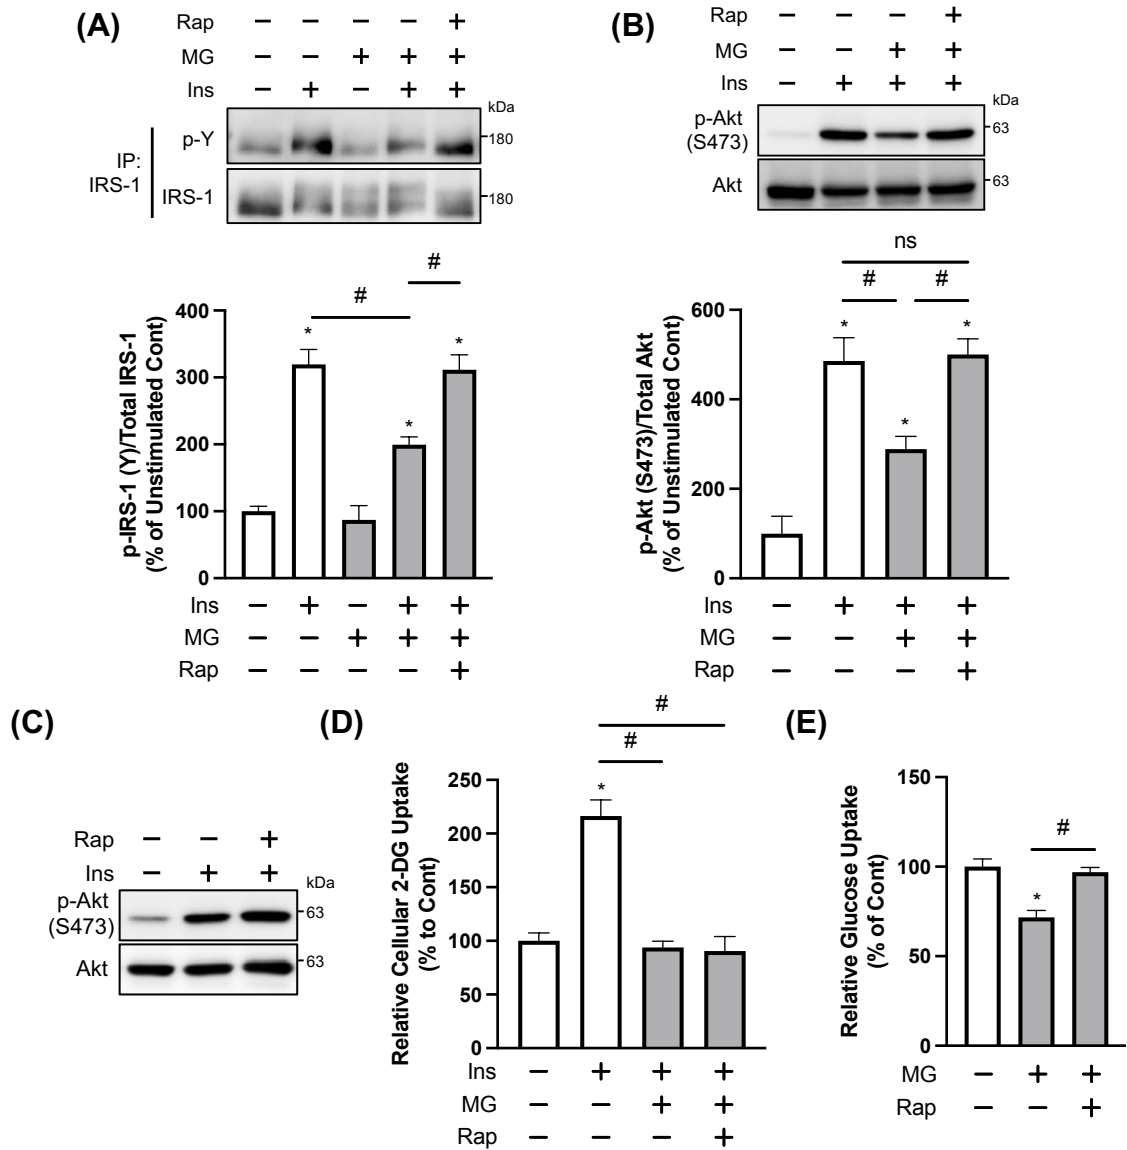 (A)
Rap − − − − +
MG − − + + +
Ins − + − + +
kDa
IP:
IRS-1
p-Y
180
IRS-1
180
#
#
p-IRS-1 (Y)/Total IRS-1
(% of Unstimulated Cont)
400
300
200
100
0
*
*
*
Ins − + − + +
MG − − + + +
Rap − − − − +
(B)
Rap − − − +
MG − − + +
Ins − + + +
kDa
p-Akt
(S473)
63
Akt
63
ns
# #
p-Akt (S473)/Total Akt
(% of Unstimulated Cont)
600
400
200
0
*
*
*
Ins − + + +
MG − − + +
Rap − − − +
(C)
Rap − − +
Ins − + +
kDa
p-Akt
(S473)
63
Akt
63
(D)
#
#
Relative Cellular 2-DG Uptake
(% to Cont)
250
200
150
100
50
0
*
Ins − + + +
MG − − + +
Rap − − − +
(E)
Relative Glucose Uptake
(% of Cont)
150
100
50
0
#
*
MG − + +
Rap − − +